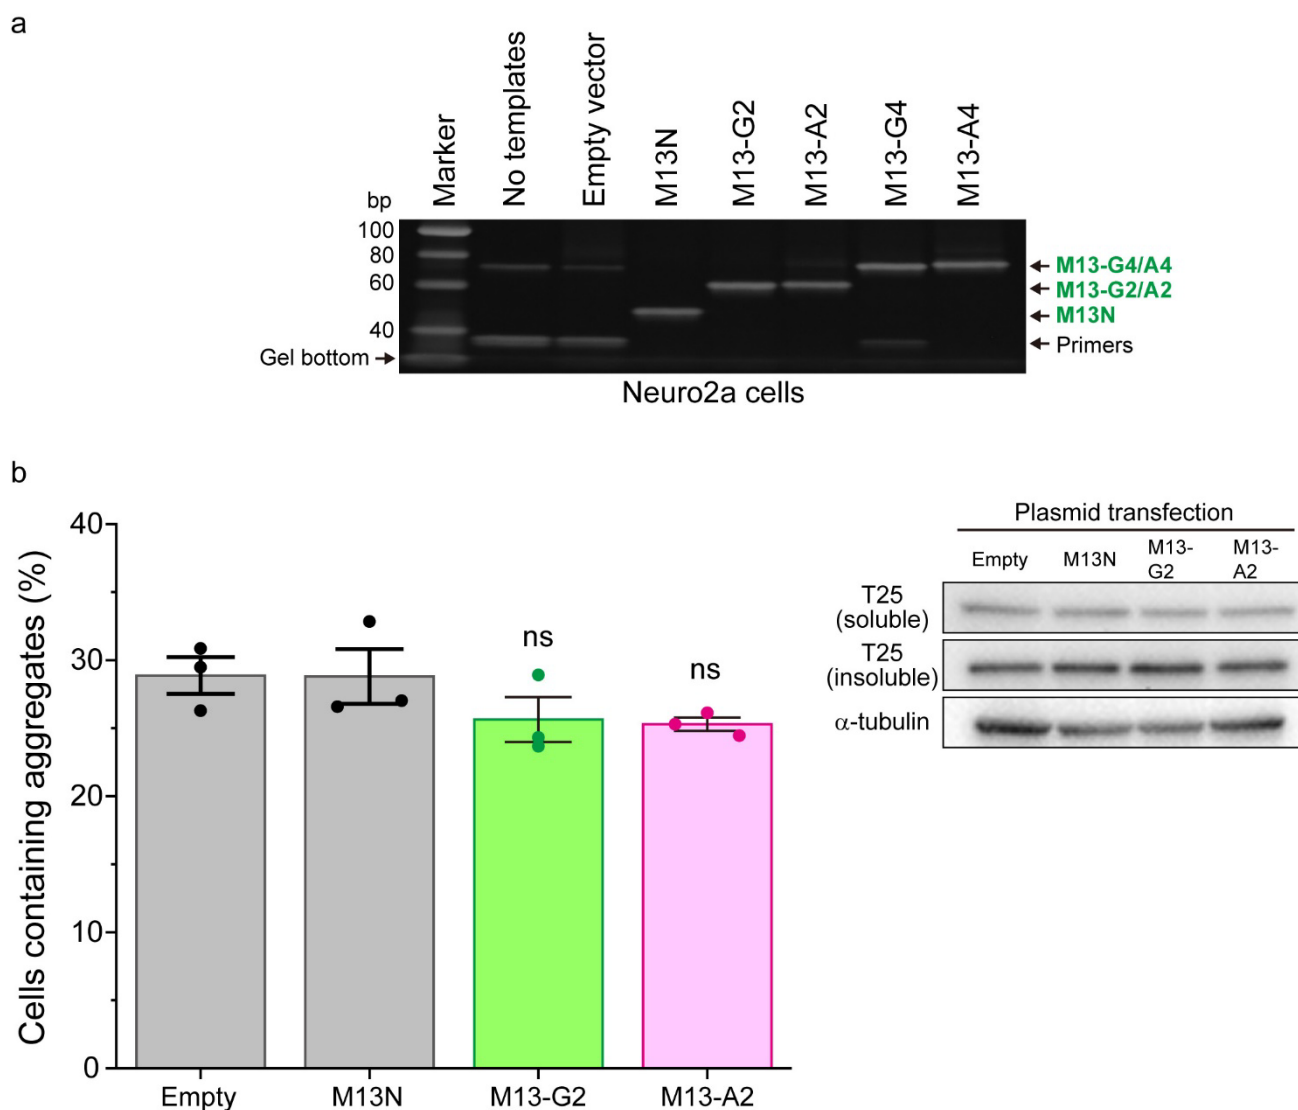 a
Marker
No templates
Empty vector
M13N
M13-G2
M13-A2
M13-G4
M13-A4
bp
100
80
60
40
Gel bottom
M13-G4/A4
M13-G2/A2
M13N
Primers
Neuro2a cells
b
Cells containing aggregates (%)
40
30
20
10
0
ns
ns
Empty
M13N
M13-G2
M13-A2
Plasmid transfection
Empty
M13N
M13-
G2
M13-
A2
T25
(soluble)
T25
(insoluble)
α-tubulin